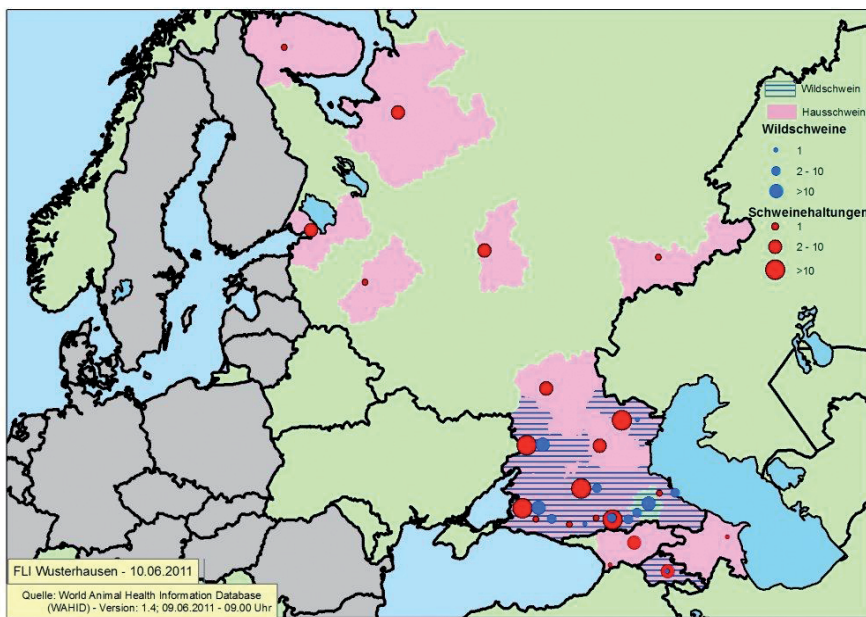 Wildschwein
Hausschwein
Wildschweine
1
2 - 10
>10
Schweinehaltungen
1
2 - 10
>10
FLI Wusterhausen - 10.06.2011
Quelle: World Animal Health Information Database
(WAHID) - Version: 1.4; 09.06.2011 - 09.00 Uhr